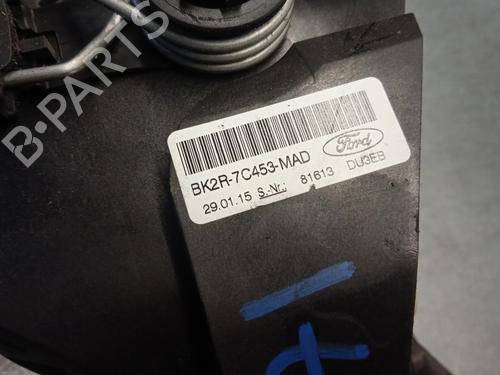 B-PARTS
Ford
BK2R-7C453-MAD DU3EB
29.01.15 S.-Nr.: 81613